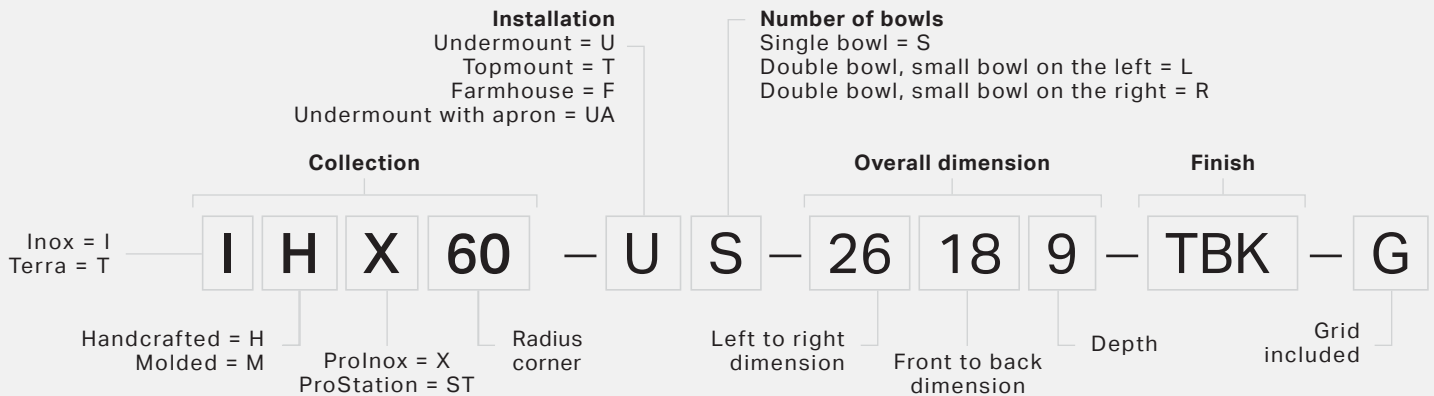 Installation
Undermount = U
Topmount = T
Farmhouse = F
Undermount with apron = UA
Number of bowls
Single bowl = S
Double bowl, small bowl on the left = L
Double bowl, small bowl on the right = R
Collection
Overall dimension
Finish
Inox = I
Terra = T
I H X 60 – U S – 26 18 9 – TBK – G
Handcrafted = H
Molded = M
ProInox = X
ProStation = ST
Radius
corner
Left to right
dimension
Front to back
dimension
Depth
Grid
included